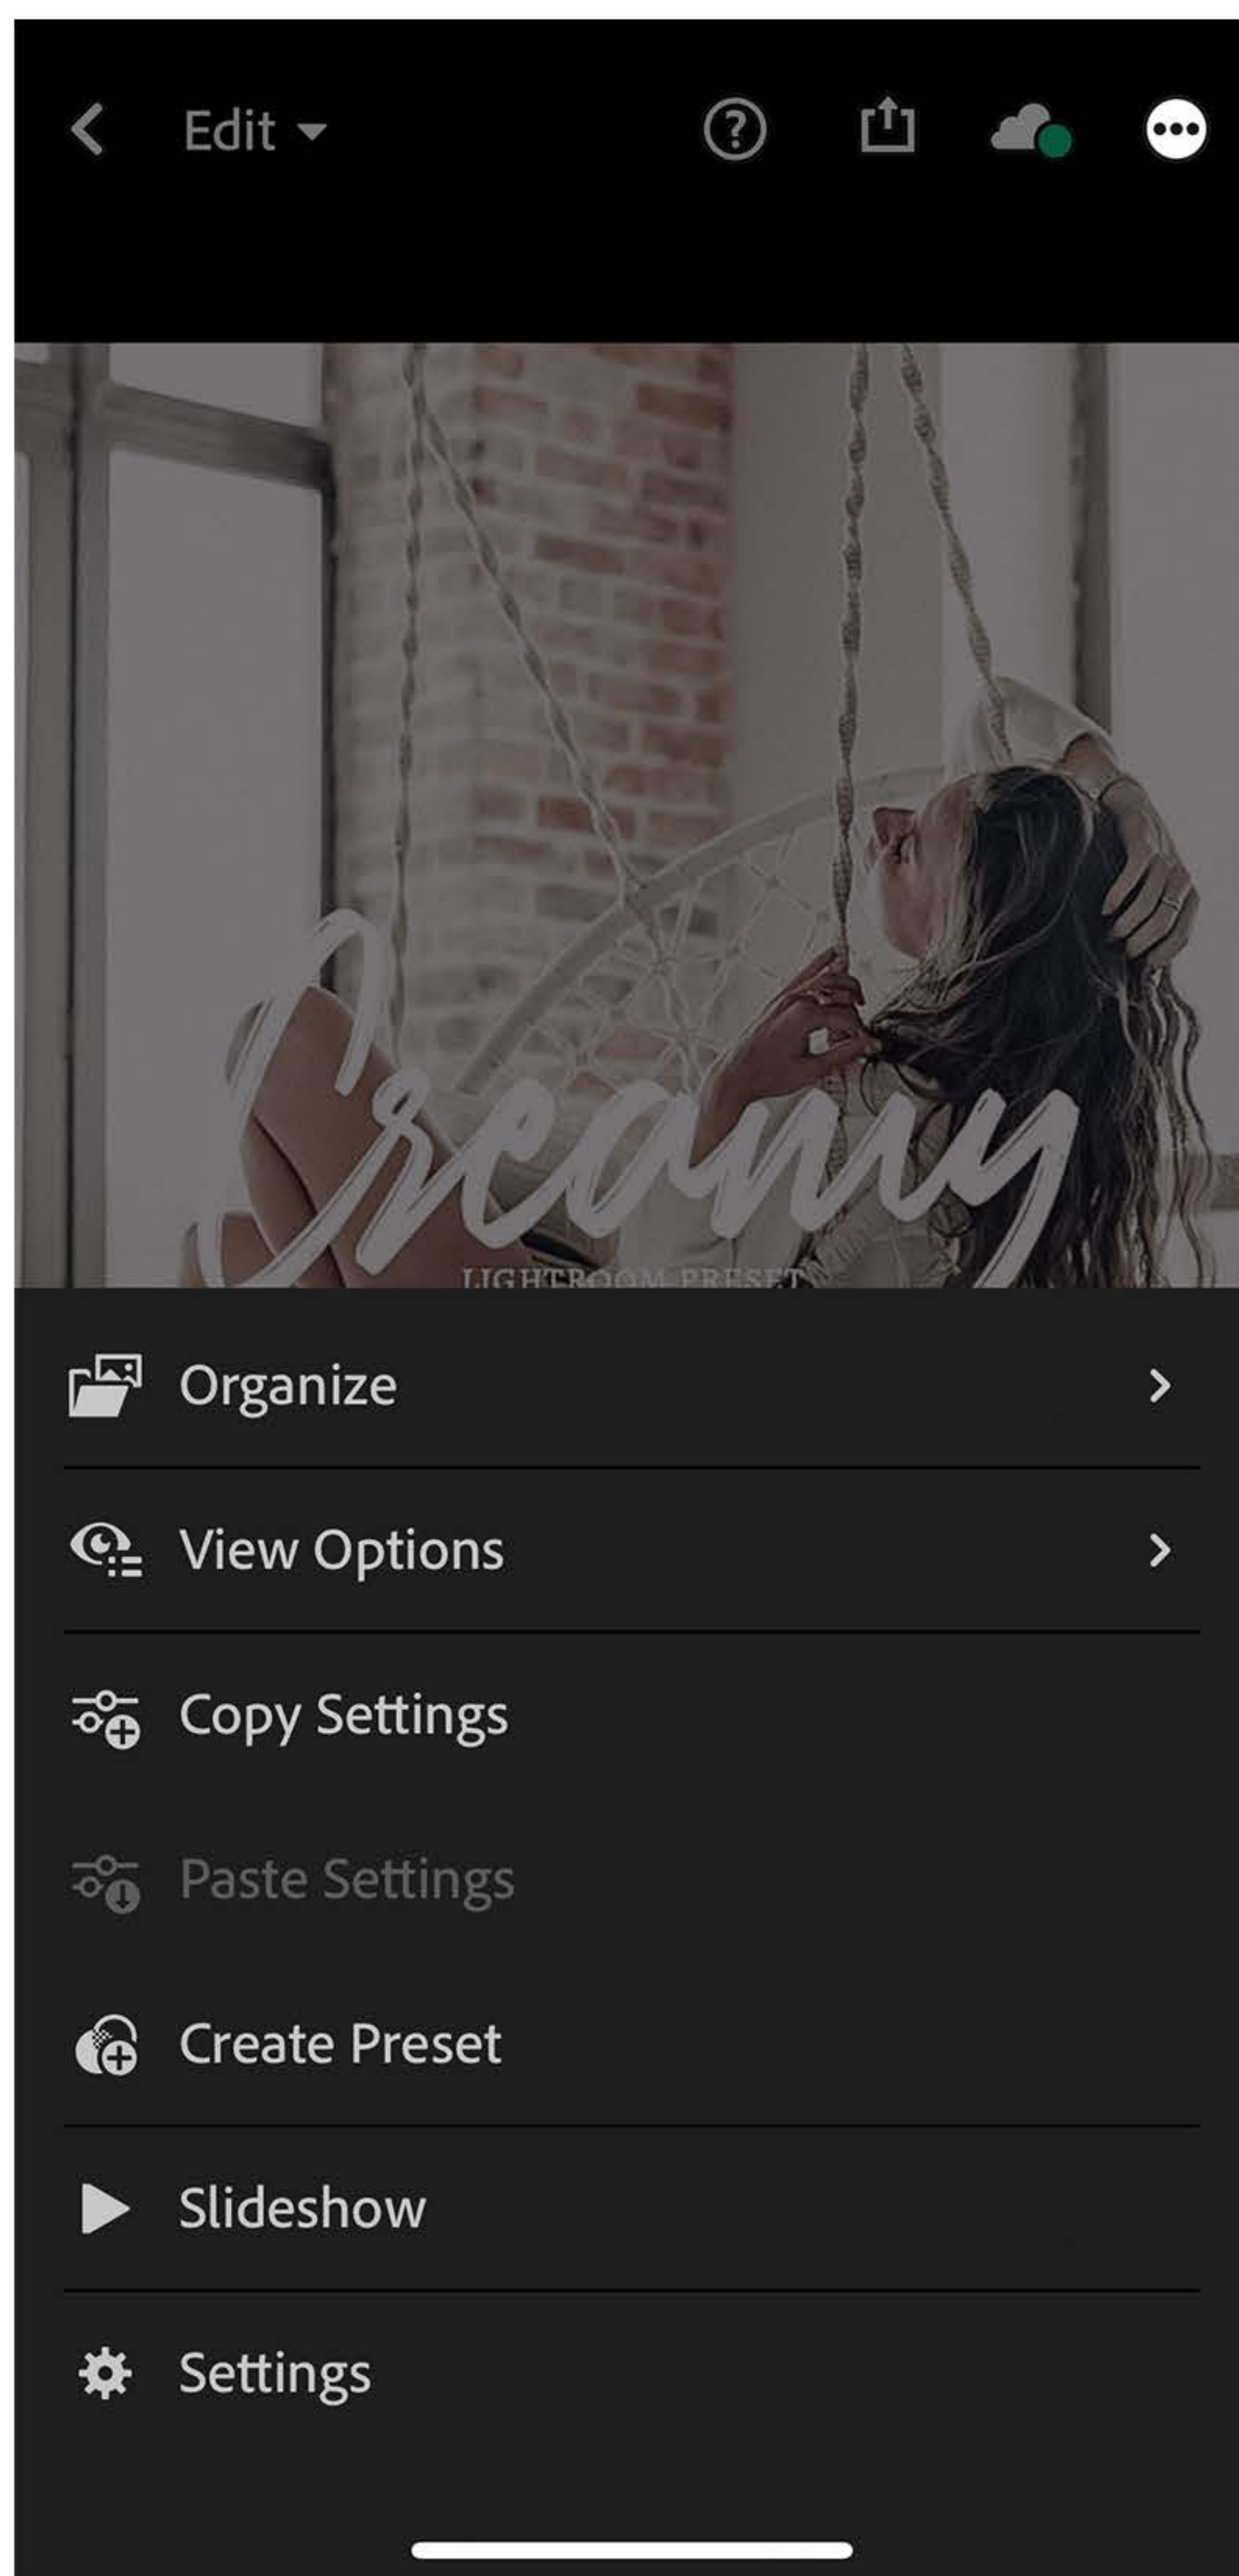 Edit
Creamy
LIGHTROOM PRESET
Organize
View Options
Copy Settings
Paste Settings
Create Preset
Slideshow
Settings